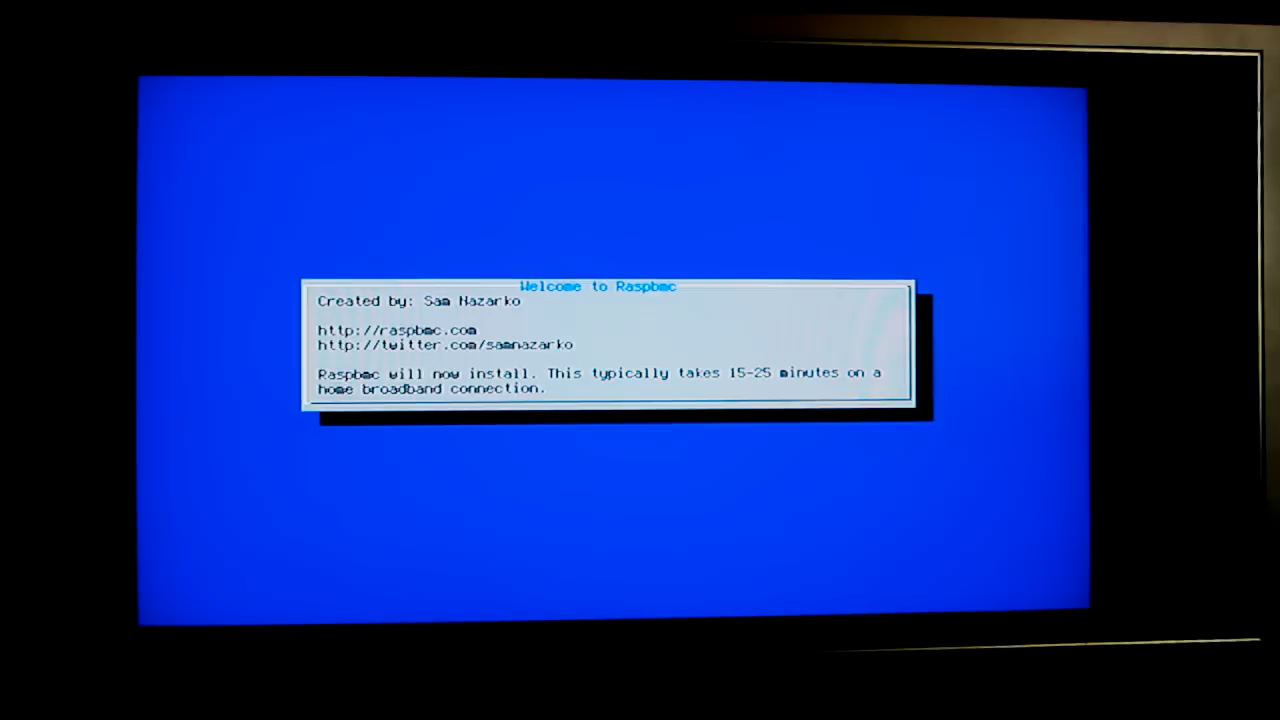 Welcome to Raspbmc
Created by: Sam Nazarko
http://raspbmc.com
http://twitter.com/samnazarko
Raspbmc will now install. This typically takes 15-25 minutes on a
home broadband connection.